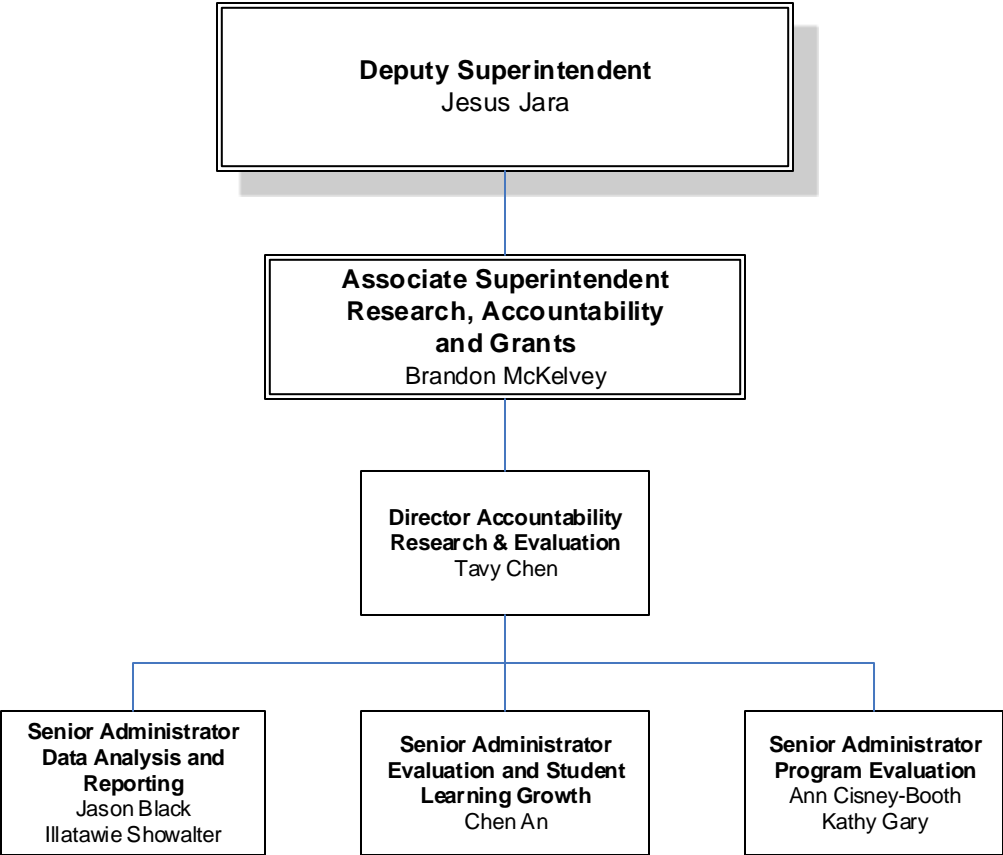 Deputy Superintendent
Jesus Jara
Associate Superintendent
Research, Accountability
and Grants
Brandon McKelvey
Director Accountability
Research & Evaluation
Tavy Chen
Senior Administrator
Data Analysis and
Reporting
Jason Black
Illatawie Showalter
Senior Administrator
Evaluation and Student
Learning Growth
Chen An
Senior Administrator
Program Evaluation
Ann Cisney-Booth
Kathy Gary